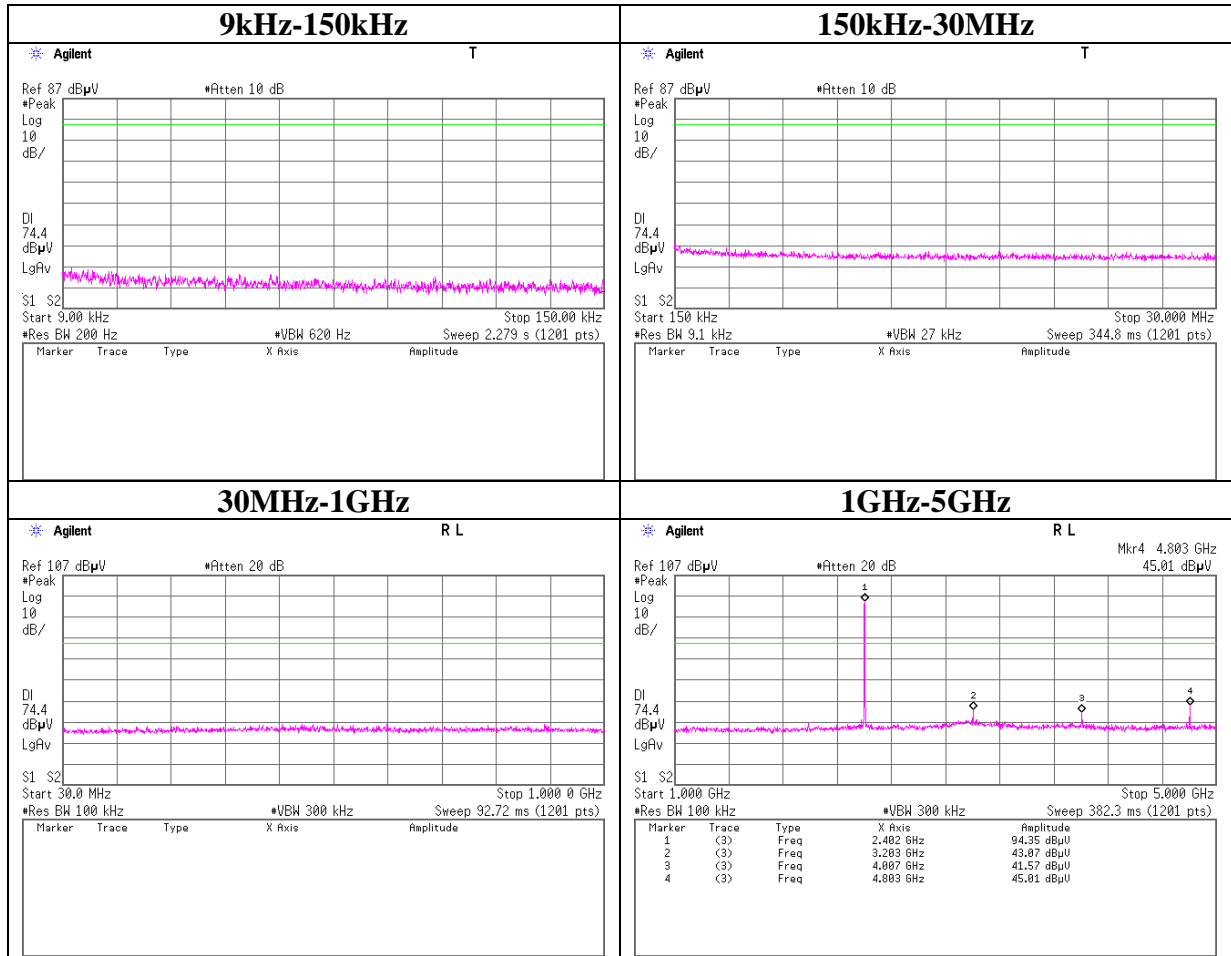 9kHz-150kHz
Agilent T
Ref 87 dBµV #Atten 10 dB
#Peak
Log
10
dB/
DI
74.4
dBµV
LgAv
S1 S2
Start 9.00 kHz Stop 150.00 kHz
#Res BW 200 Hz #VBW 620 Hz Sweep 2.279 s (1201 pts)
Marker Trace Type X Axis Amplitude
150kHz-30MHz
Agilent T
Ref 87 dBµV #Atten 10 dB
#Peak
Log
10
dB/
DI
74.4
dBµV
LgAv
S1 S2
Start 150 kHz Stop 30.000 MHz
#Res BW 9.1 kHz #VBW 27 kHz Sweep 344.8 ms (1201 pts)
Marker Trace Type X Axis Amplitude
30MHz-1GHz
Agilent R L
Ref 107 dBµV #Atten 20 dB
#Peak
Log
10
dB/
DI
74.4
dBµV
LgAv
S1 S2
Start 30.0 MHz Stop 1.000 0 GHz
#Res BW 100 kHz #VBW 300 kHz Sweep 92.72 ms (1201 pts)
Marker Trace Type X Axis Amplitude
1GHz-5GHz
Agilent R L
Mkr4 4.803 GHz
Ref 107 dBµV #Atten 20 dB 45.01 dBµV
#Peak
Log
10
dB/
1
2
3
4
DI
74.4
dBµV
LgAv
S1 S2
Start 1.000 GHz Stop 5.000 GHz
#Res BW 100 kHz #VBW 300 kHz Sweep 382.3 ms (1201 pts)
Marker Trace Type X Axis Amplitude
1 (3) Freq 2.402 GHz 94.35 dBµV
2 (3) Freq 3.203 GHz 43.07 dBµV
3 (3) Freq 4.007 GHz 41.57 dBµV
4 (3) Freq 4.803 GHz 45.01 dBµV